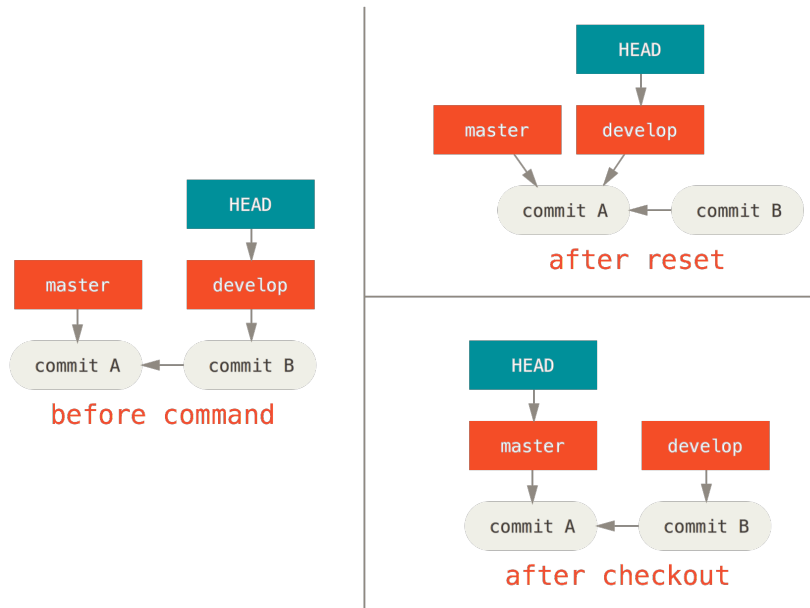 HEAD
master
develop
commit A
commit B
before command
HEAD
master
develop
commit A
commit B
after reset
HEAD
master
develop
commit A
commit B
after checkout